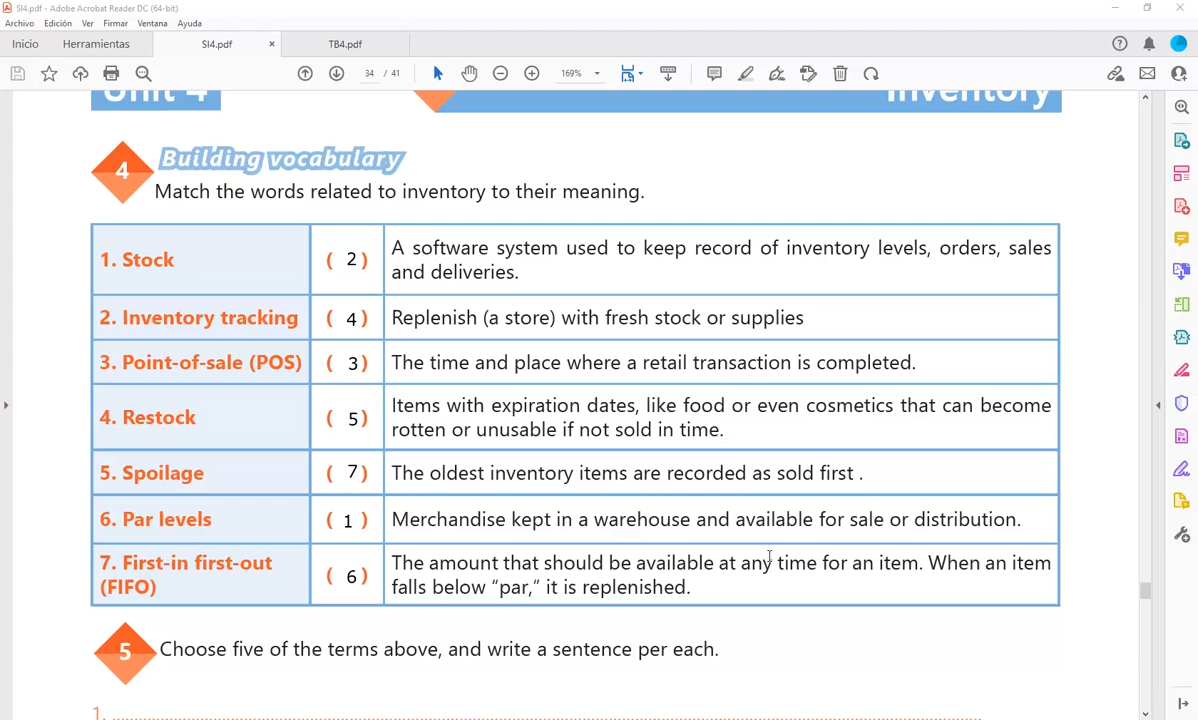 SI4.pdf - Adobe Acrobat Reader DC (64-bit)
Archivo Edición Ver Firmar Ventana Ayuda
Inicio Herramientas SI4.pdf × TB4.pdf
34 / 41 169%
Unit 4 Inventory
4 Building vocabulary
Match the words related to inventory to their meaning.
1. Stock ( 2 ) A software system used to keep record of inventory levels, orders, sales
and deliveries.
2. Inventory tracking ( 4 ) Replenish (a store) with fresh stock or supplies
3. Point-of-sale (POS) ( 3 ) The time and place where a retail transaction is completed.
4. Restock ( 5 ) Items with expiration dates, like food or even cosmetics that can become
rotten or unusable if not sold in time.
5. Spoilage ( 7 ) The oldest inventory items are recorded as sold first .
6. Par levels ( 1 ) Merchandise kept in a warehouse and available for sale or distribution.
7. First-in first-out
(FIFO) ( 6 ) The amount that should be available at any time for an item. When an item
falls below “par,” it is replenished.
5 Choose five of the terms above, and write a sentence per each.
1.